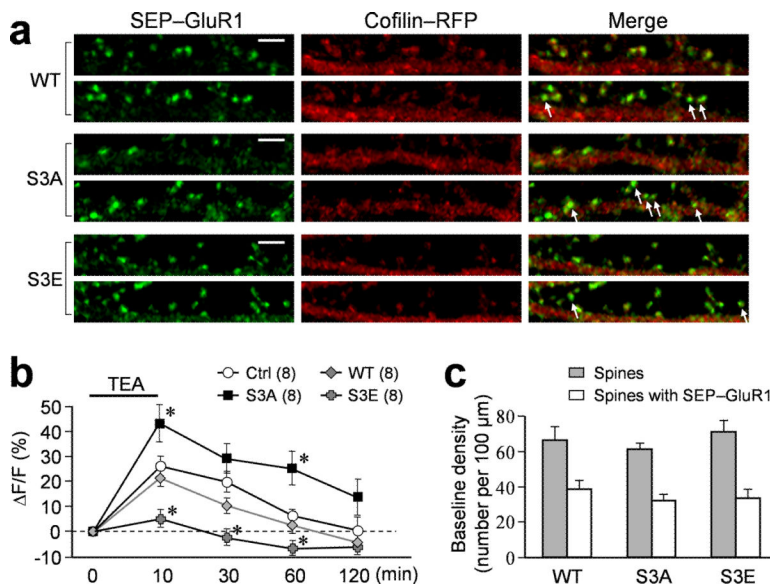 a
SEP–GluR1 Cofilin–RFP Merge
WT
S3A
S3E
b
TEA
Ctrl (8) WT (8)
S3A (8) S3E (8)
ΔF/F (%)
50
40
30
20
10
0
-10
* * * * *
0 10 30 60 120 (min)
c
Spines
Spines with SEP–GluR1
Baseline density
(number per 100 μm)
80
60
40
20
0
WT S3A S3E